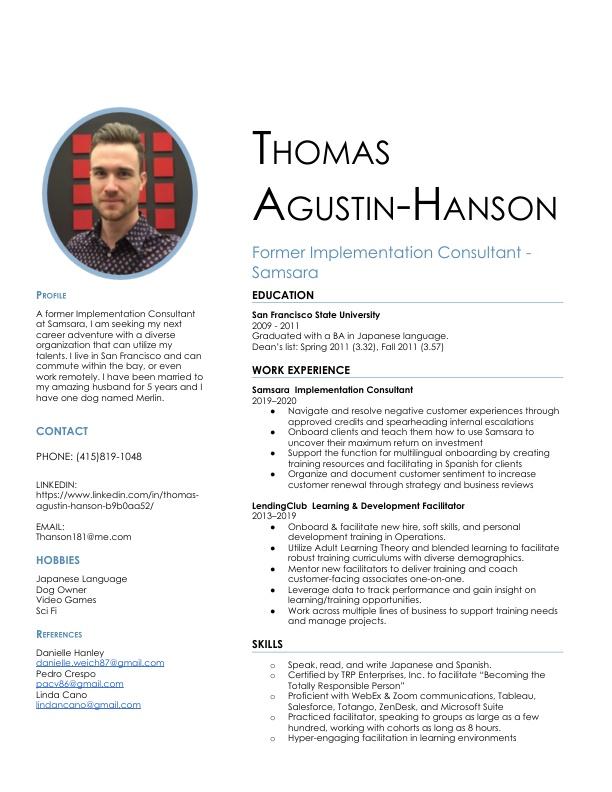 THOMAS
AGUSTIN-HANSON
Former Implementation Consultant -
Samsara
PROFILE
A former Implementation Consultant
at Samsara, I am seeking my next
career adventure with a diverse
organization that can utilize my
talents. I live in San Francisco and can
commute within the bay, or even
work remotely. I have been married to
my amazing husband for 5 years and I
have one dog named Merlin.
CONTACT
PHONE: (415)819-1048
LINKEDIN:
https://www.linkedin.com/in/thomas-
agustin-hanson-b9b0aa52/
EMAIL:
Thanson181@me.com
HOBBIES
Japanese Language
Dog Owner
Video Games
Sci Fi
REFERENCES
Danielle Hanley
danielle.weich87@gmail.com
Pedro Crespo
pacv86@gmail.com
Linda Cano
lindancano@gmail.com
EDUCATION
San Francisco State University
2009 - 2011
Graduated with a BA in Japanese language.
Dean's list: Spring 2011 (3.32), Fall 2011 (3.57)
WORK EXPERIENCE
Samsara  Implementation Consultant
2019–2020
● Navigate and resolve negative customer experiences through
approved credits and spearheading internal escalations
● Onboard clients and teach them how to use Samsara to
uncover their maximum return on investment
● Support the function for multilingual onboarding by creating
training resources and facilitating in Spanish for clients
● Organize and document customer sentiment to increase
customer renewal through strategy and business reviews
LendingClub  Learning & Development Facilitator
2013–2019
● Onboard & facilitate new hire, soft skills, and personal
development training in Operations.
● Utilize Adult Learning Theory and blended learning to facilitate
robust training curriculums with diverse demographics.
● Mentor new facilitators to deliver training and coach
customer-facing associates one-on-one.
● Leverage data to track performance and gain insight on
learning/training opportunities.
● Work across multiple lines of business to support training needs
and manage projects.
SKILLS
o Speak, read, and write Japanese and Spanish.
o Certified by TRP Enterprises, Inc. to facilitate "Becoming the
Totally Responsible Person"
o Proficient with WebEx & Zoom communications, Tableau,
Salesforce, Totango, ZenDesk, and Microsoft Suite
o Practiced facilitator, speaking to groups as large as a few
hundred, working with cohorts as long as 8 hours.
o Hyper-engaging facilitation in learning environments